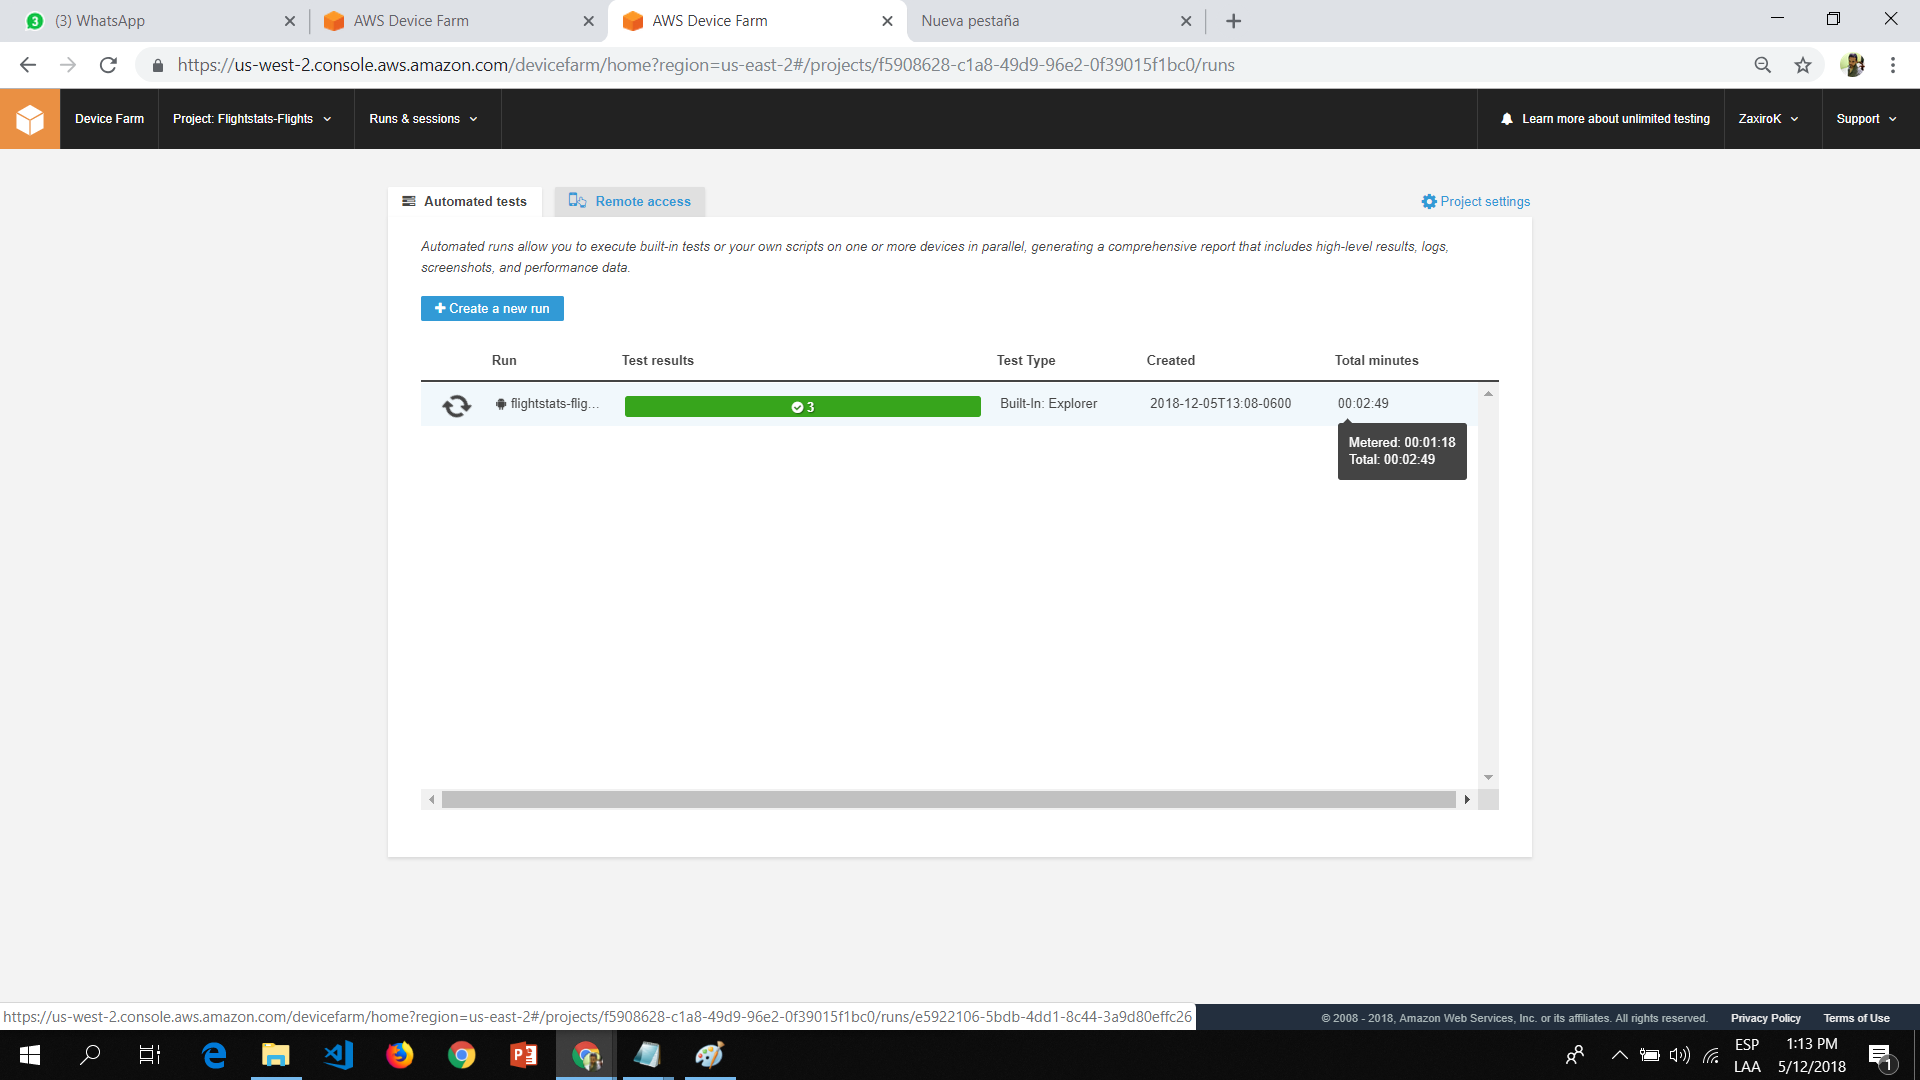 3 (3) WhatsApp
AWS Device Farm
AWS Device Farm
Nueva pestaña
https://us-west-2.console.aws.amazon.com/devicefarm/home?region=us-east-2#/projects/f5908628-c1a8-49d9-96e2-0f39015f1bc0/runs
Device Farm
Project: Flightstats-Flights
Runs & sessions
Learn more about unlimited testing
ZaxiroK
Support
Automated tests
Remote access
Project settings
Automated runs allow you to execute built-in tests or your own scripts on one or more devices in parallel, generating a comprehensive report that includes high-level results, logs,
screenshots, and performance data.
Create a new run
Run Test results Test Type Created Total minutes
flightstats-flig... 3 Built-In: Explorer 2018-12-05T13:08-0600 00:02:49
Metered: 00:01:18
Total: 00:02:49
https://us-west-2.console.aws.amazon.com/devicefarm/home?region=us-east-2#/projects/f5908628-c1a8-49d9-96e2-0f39015f1bc0/runs/e5922106-5bdb-4dd1-8c44-3a9d80effc26
© 2008 - 2018, Amazon Web Services, Inc. or its affiliates. All rights reserved. Privacy Policy Terms of Use
ESP
LAA
1:13 PM
5/12/2018
1